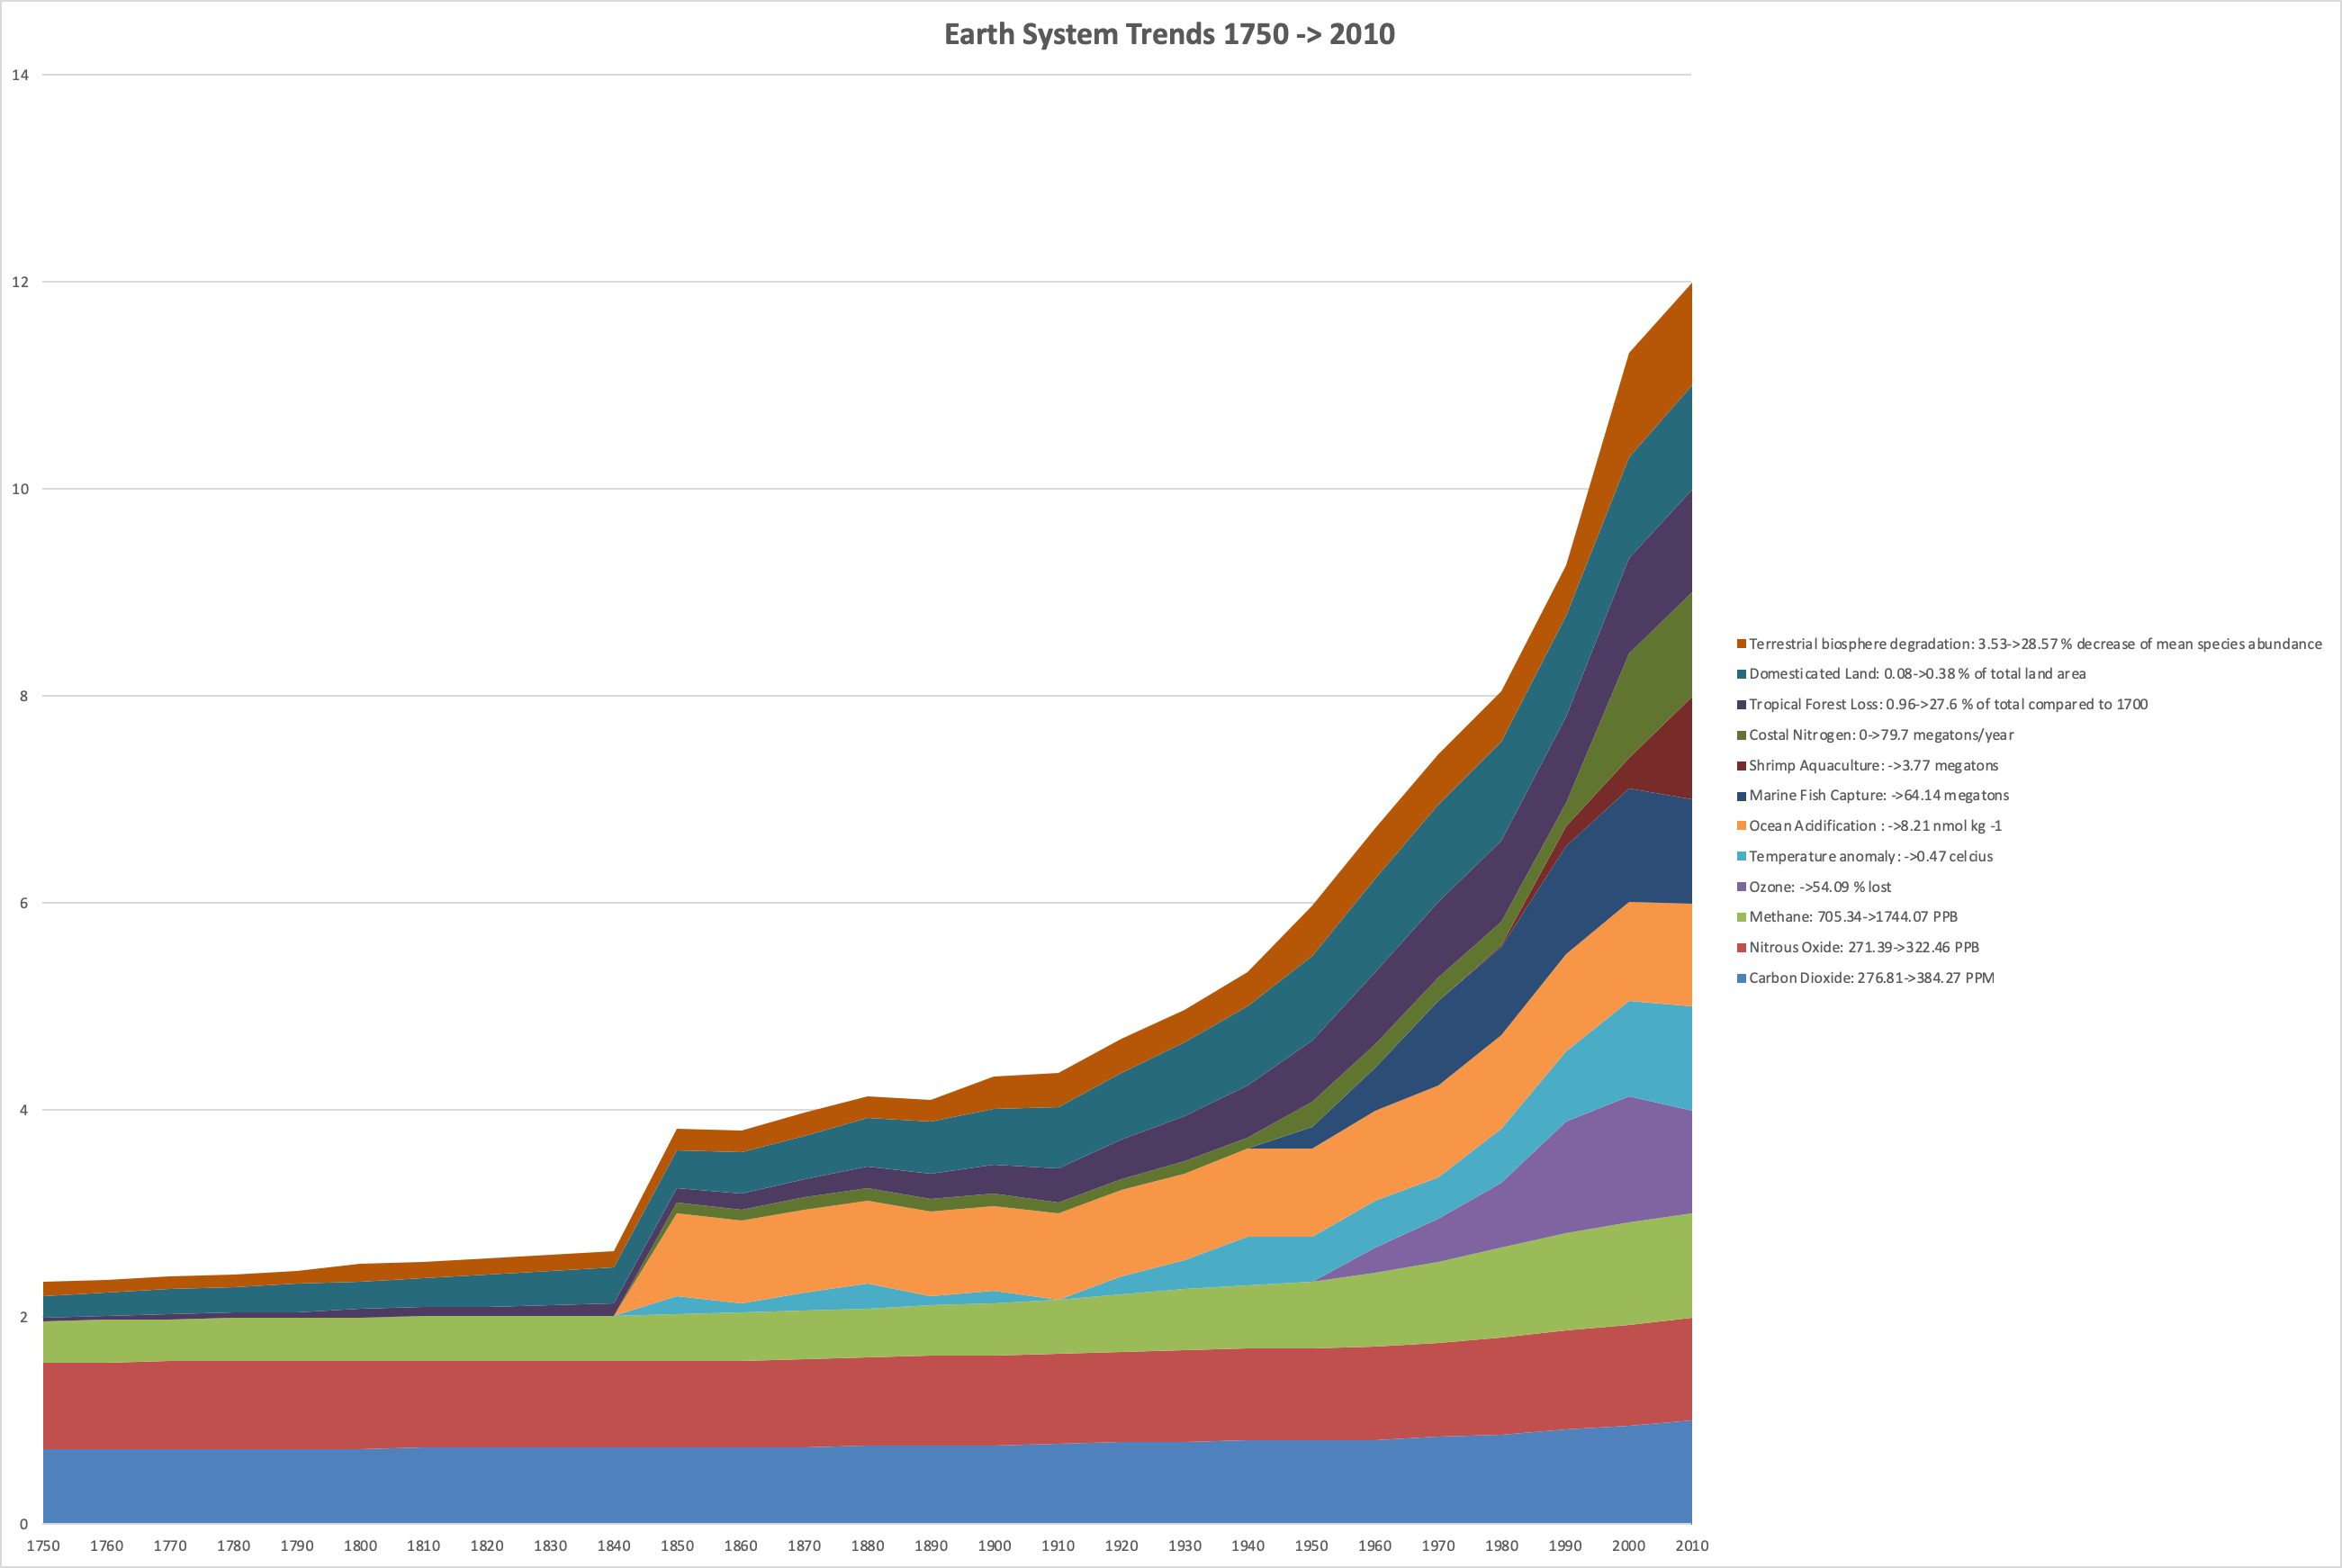 Earth System Trends 1750 -> 2010
14
12
10
8
6
4
2
0
1750 1760 1770 1780 1790 1800 1810 1820 1830 1840 1850 1860 1870 1880 1890 1900 1910 1920 1930 1940 1950 1960 1970 1980 1990 2000 2010
Terrestrial biosphere degradation: 3.53->28.57 % decrease of mean species abundance
Domesticated Land: 0.08->0.38 % of total land area
Tropical Forest Loss: 0.96->27.6 % of total compared to 1700
Costal Nitrogen: 0->79.7 megatons/year
Shrimp Aquaculture: ->3.77 megatons
Marine Fish Capture: ->64.14 megatons
Ocean Acidification : ->8.21 nmol kg -1
Temperature anomaly: ->0.47 celcius
Ozone: ->54.09 % lost
Methane: 705.34->1744.07 PPB
Nitrous Oxide: 271.39->322.46 PPB
Carbon Dioxide: 276.81->384.27 PPM